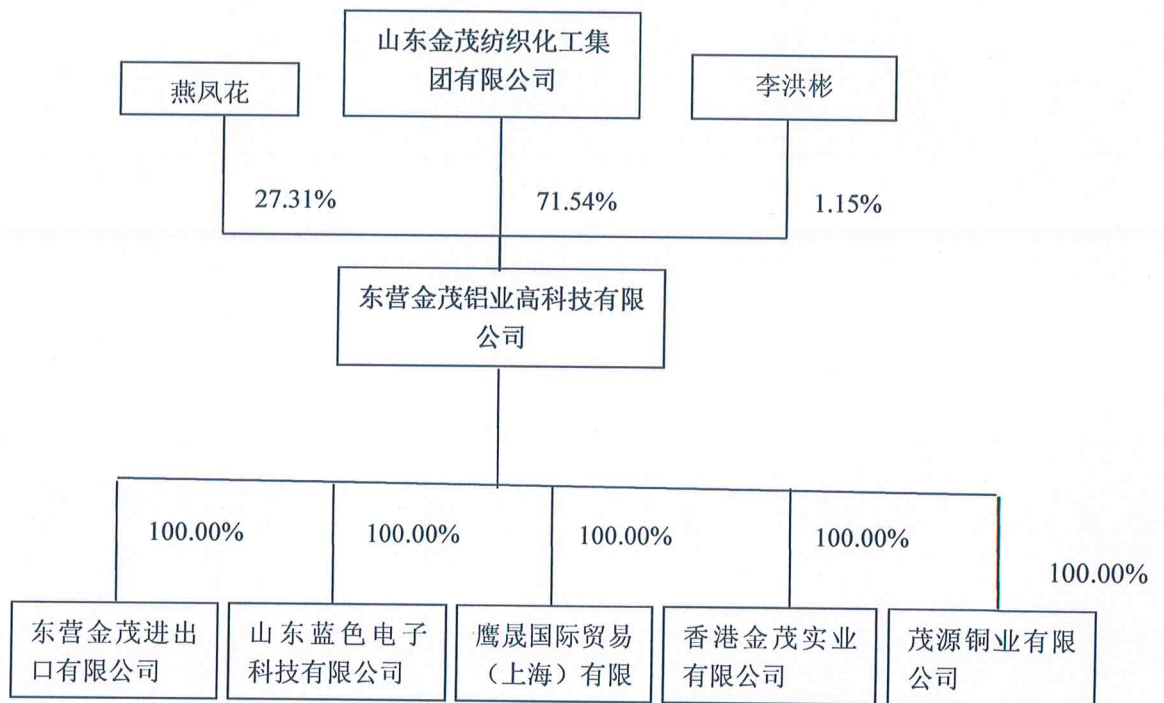 山东金茂纺织化工集
团有限公司
燕凤花
李洪彬
27.31%
71.54%
1.15%
东营金茂铝业高科技有限
公司
100.00%
100.00%
100.00%
100.00%
100.00%
东营金茂进出
口有限公司
山东蓝色电子
科技有限公司
鹰晟国际贸易
（上海）有限
香港金茂实业
有限公司
茂源铜业有限
公司